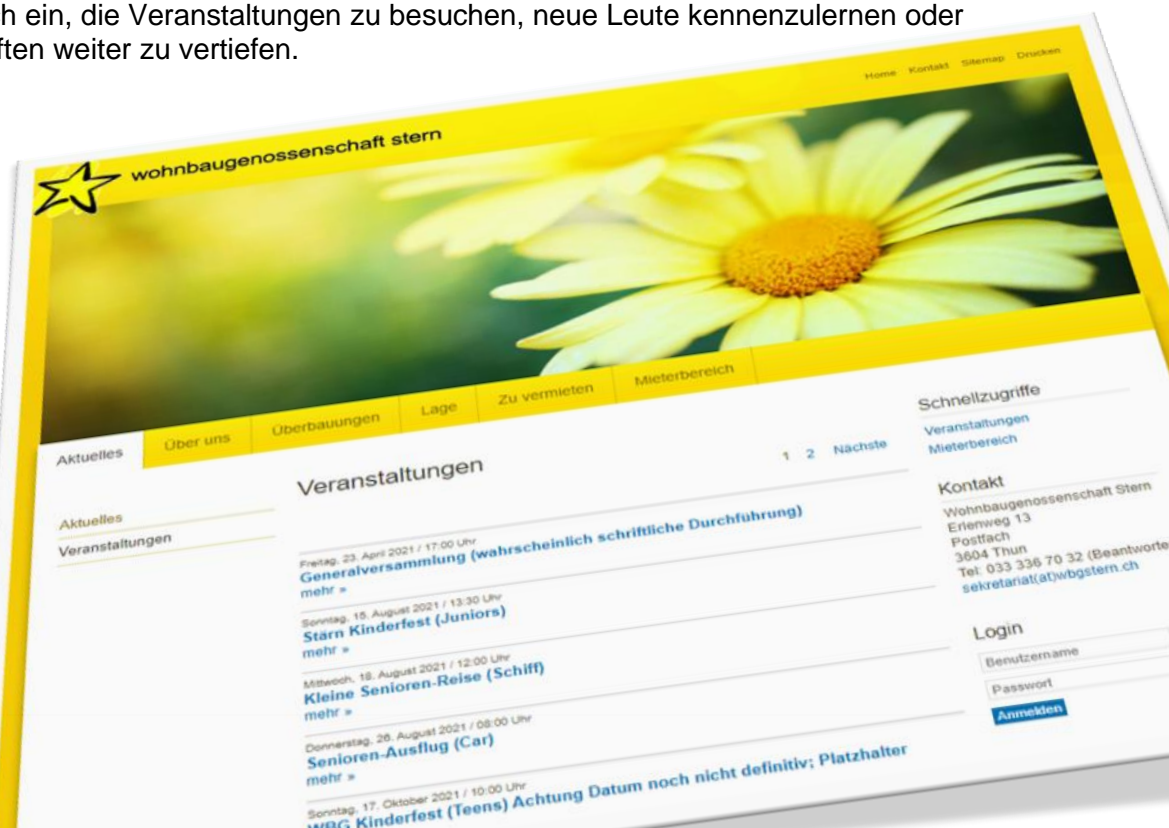 h ein, die Veranstaltungen zu besuchen, neue Leute kennenzulernen oder
ften weiter zu vertiefen.
Home Kontakt Sitemap Drucken
wohnbaugenossenschaft stern
Aktuelles Über uns Überbauungen Lage Zu vermieten Mieterbereich
Aktuelles
Veranstaltungen
Veranstaltungen
1 2 Nächste
Freitag, 23. April 2021 / 17:00 Uhr
Generalversammlung (wahrscheinlich schriftliche Durchführung)
mehr »
Sonntag, 15. August 2021 / 13:30 Uhr
Stärn Kinderfest (Juniors)
mehr »
Mittwoch, 18. August 2021 / 12:00 Uhr
Kleine Senioren-Reise (Schiff)
mehr »
Donnerstag, 26. August 2021 / 08:00 Uhr
Senioren-Ausflug (Car)
mehr »
Sonntag, 17. Oktober 2021 / 10:00 Uhr
WBG Kinderfest (Teens) Achtung Datum noch nicht definitiv; Platzhalter
Schnellzugriffe
Veranstaltungen
Mieterbereich
Kontakt
Wohnbaugenossenschaft Stern
Erlenweg 13
Postfach
3604 Thun
Tel: 033 336 70 32 (Beantworte
sekretariat(at)wbgstern.ch
Login
Benutzername
Passwort
Anmelden